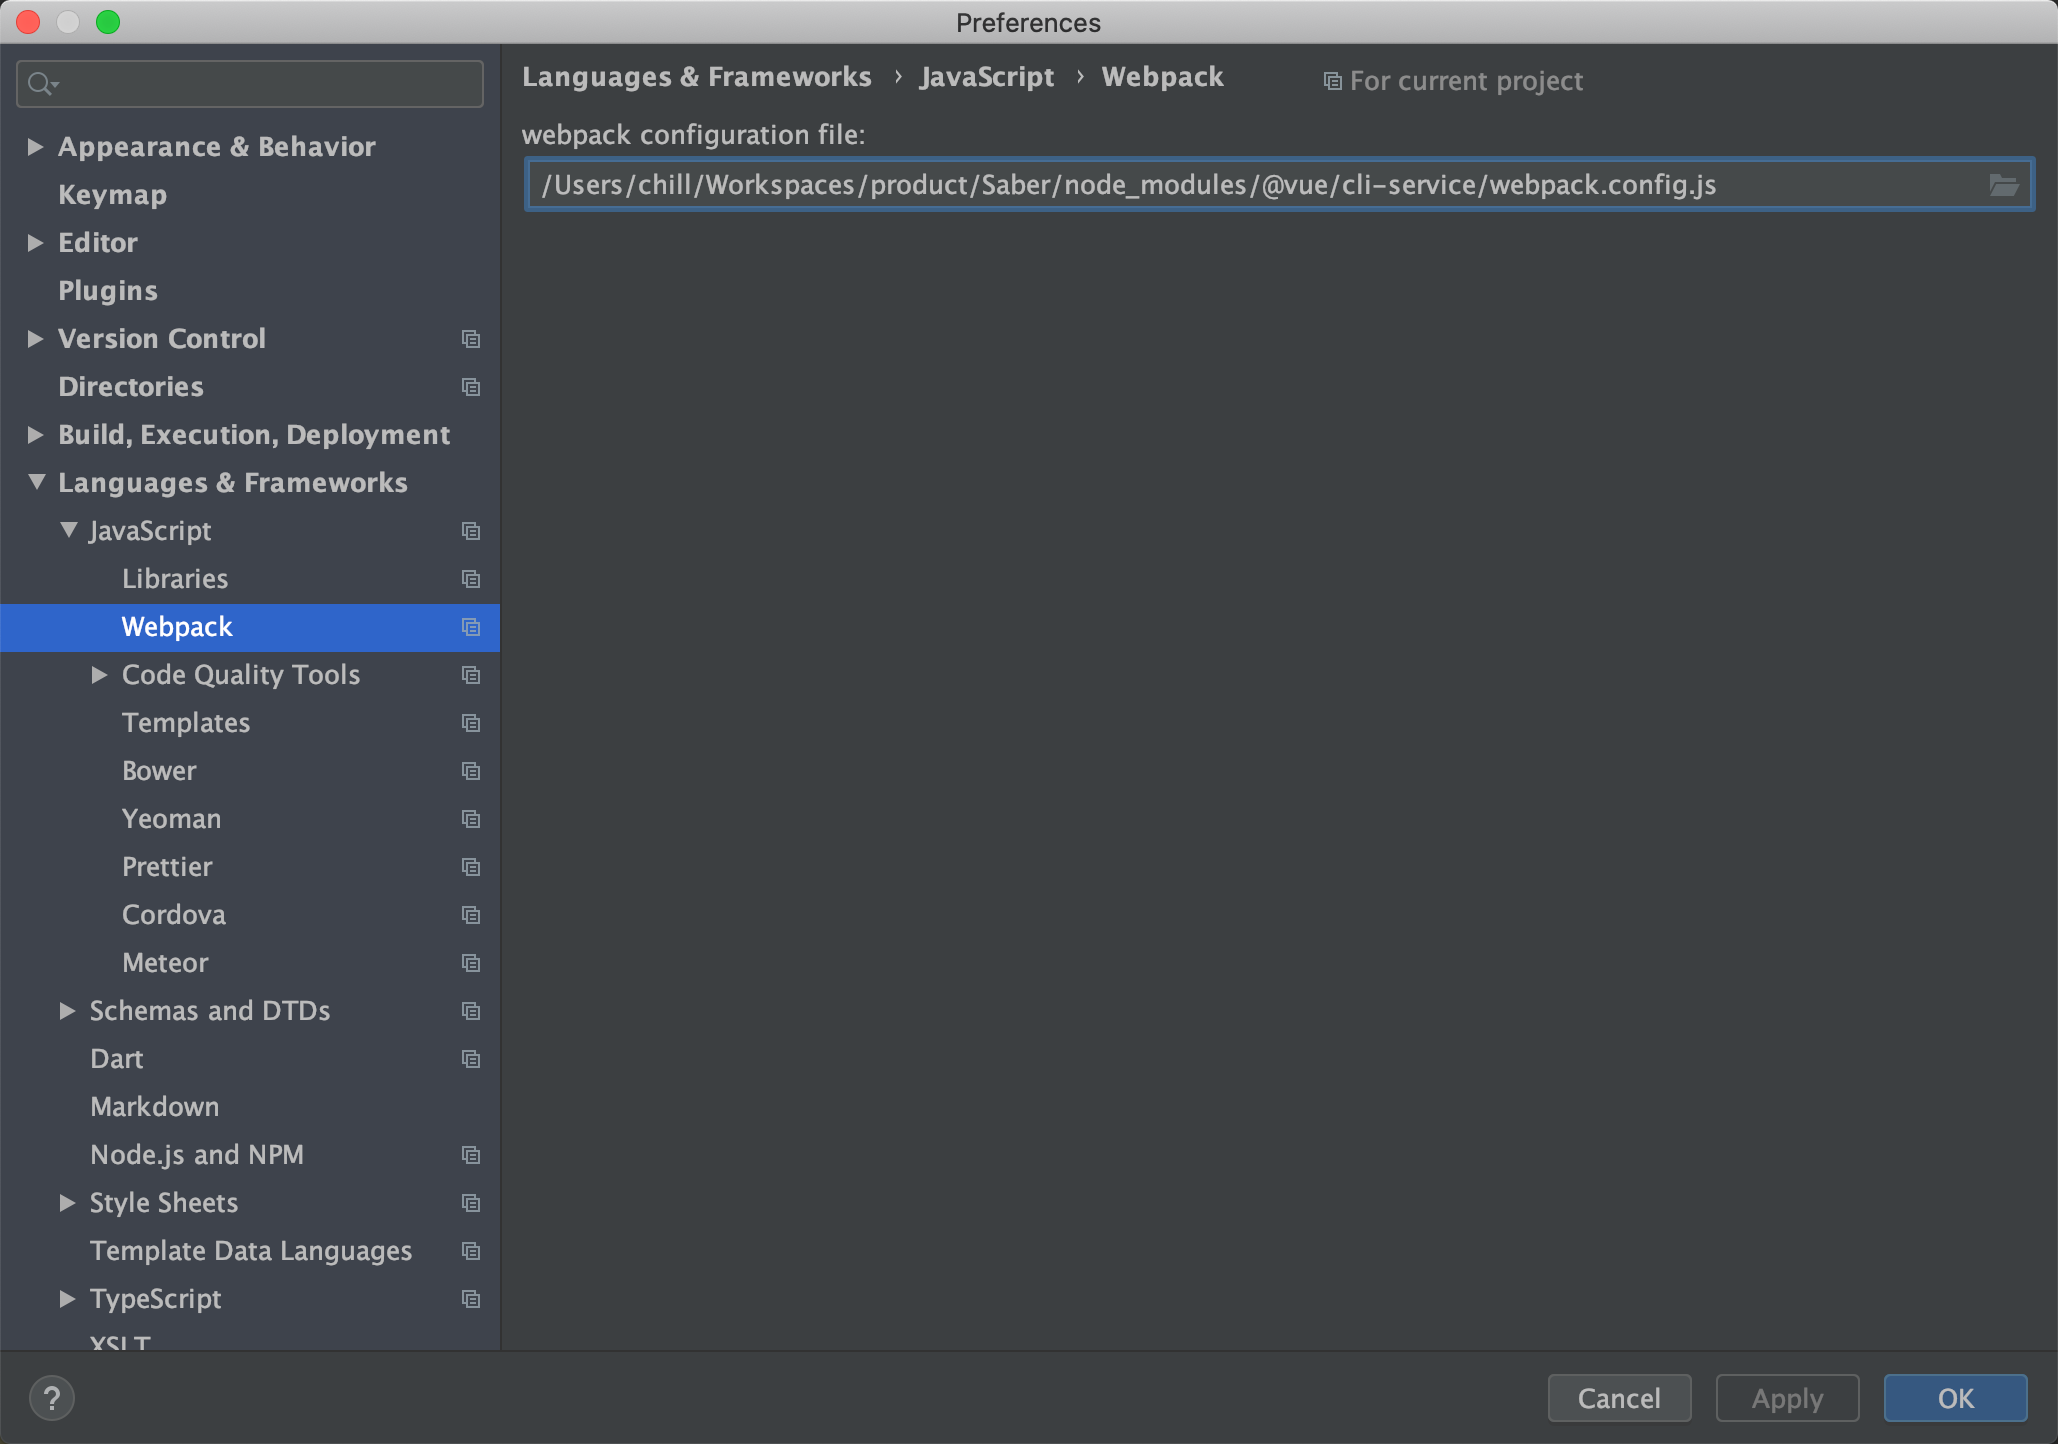 Preferences
Appearance & Behavior
Keymap
Editor
Plugins
Version Control
Directories
Build, Execution, Deployment
Languages & Frameworks
JavaScript
Libraries
Webpack
Code Quality Tools
Templates
Bower
Yeoman
Prettier
Cordova
Meteor
Schemas and DTDs
Dart
Markdown
Node.js and NPM
Style Sheets
Template Data Languages
TypeScript
XSLT
Languages & Frameworks › JavaScript › Webpack For current project
webpack configuration file:
/Users/chill/Workspaces/product/Saber/node_modules/@vue/cli-service/webpack.config.js
? Cancel Apply OK